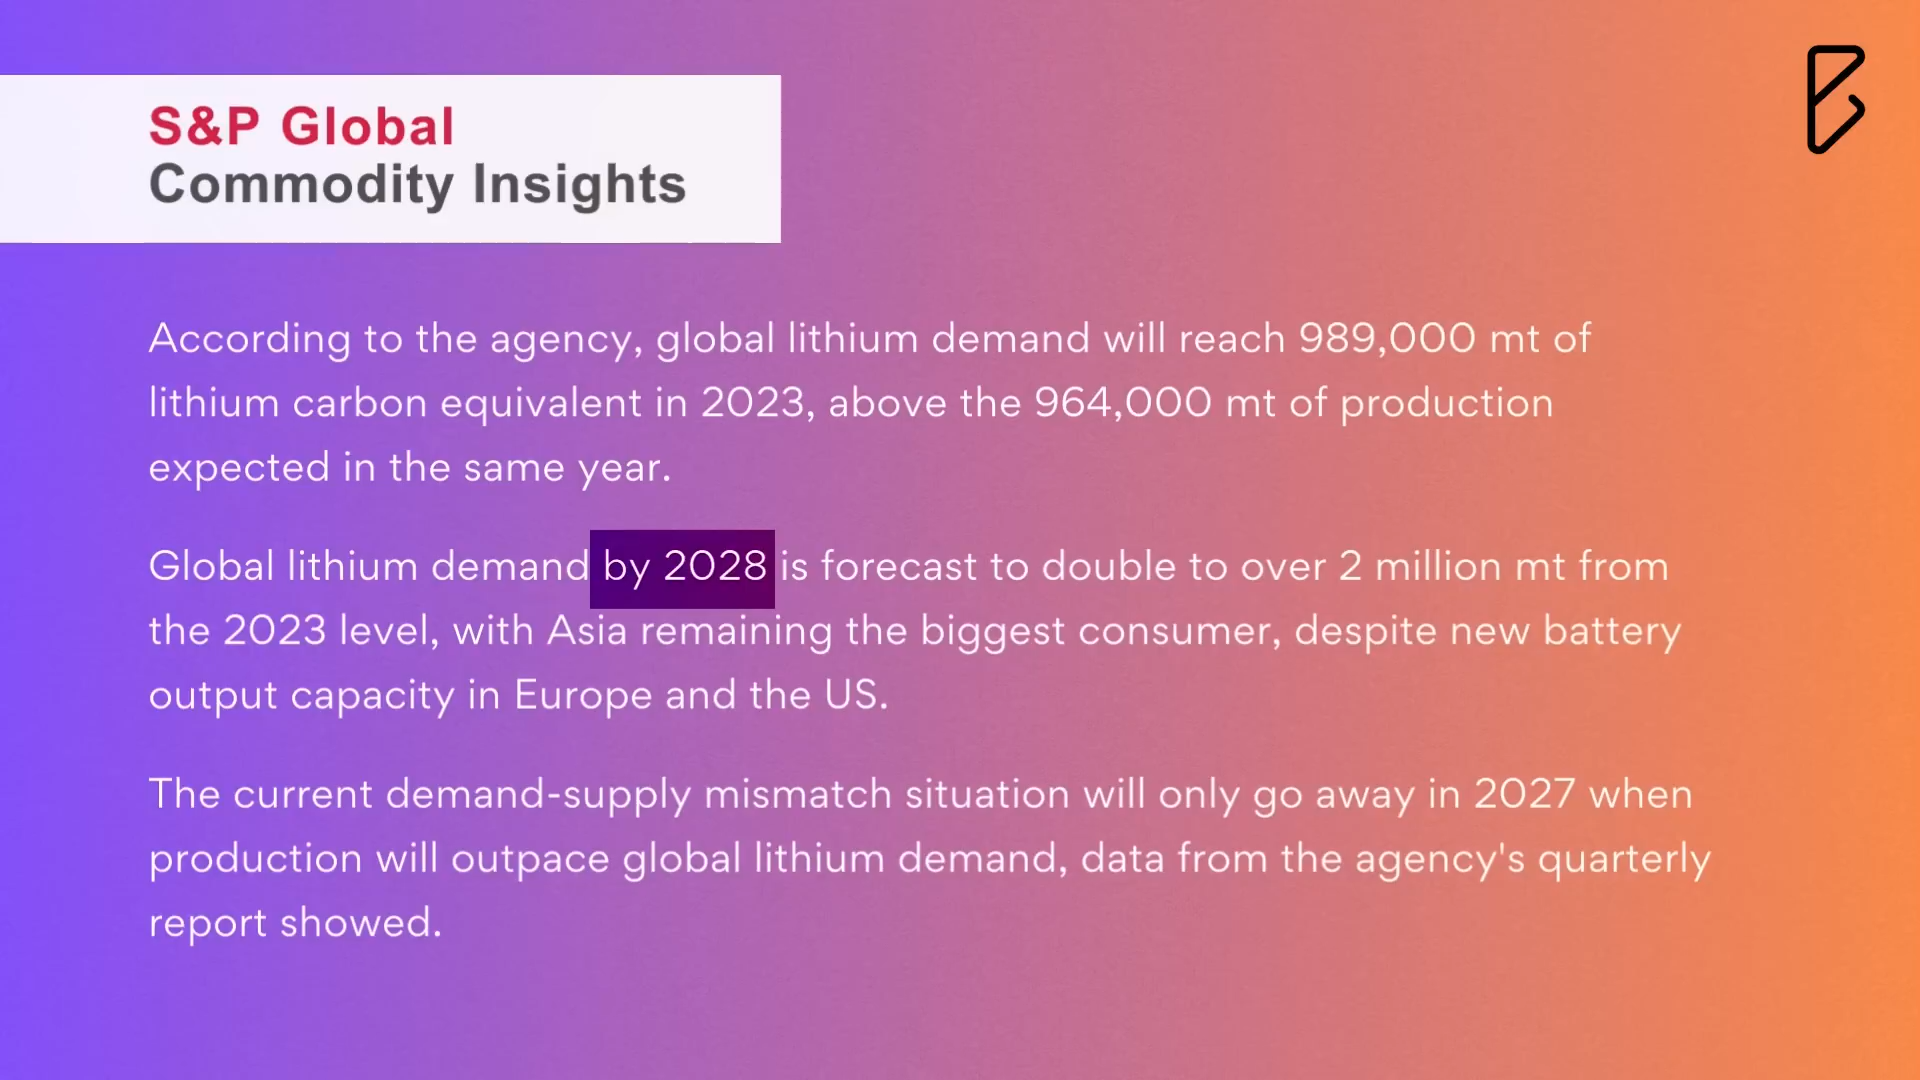 S&P Global
Commodity Insights
According to the agency, global lithium demand will reach 989,000 mt of
lithium carbon equivalent in 2023, above the 964,000 mt of production
expected in the same year.
Global lithium demand by 2028 is forecast to double to over 2 million mt from
the 2023 level, with Asia remaining the biggest consumer, despite new battery
output capacity in Europe and the US.
The current demand-supply mismatch situation will only go away in 2027 when
production will outpace global lithium demand, data from the agency's quarterly
report showed.